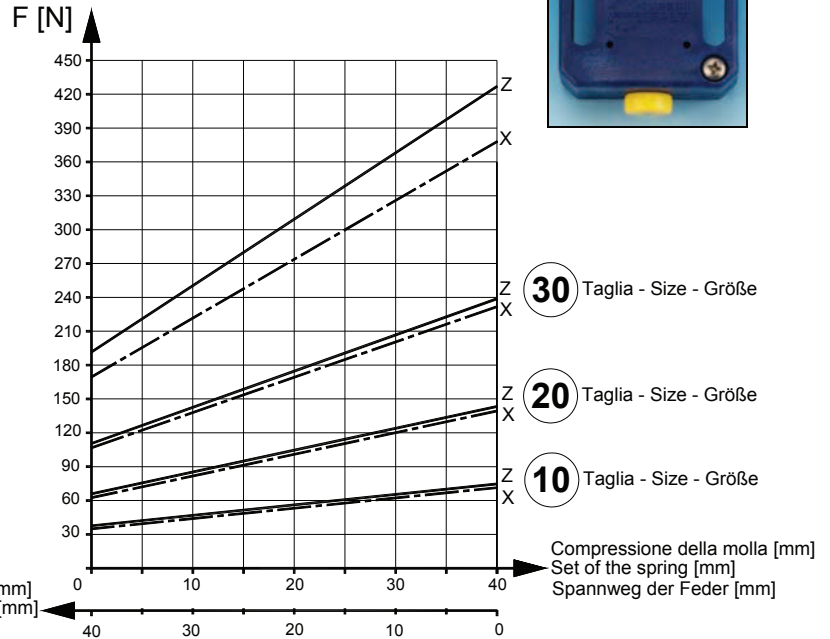 F [N]
450
420
390
360
330
300
270
240
210
180
150
120
90
60
30
Z
X
Z
X
30 Taglia - Size - Größe
Z
X
20 Taglia - Size - Größe
Z
X
10 Taglia - Size - Größe
0 10 20 30 40
Compressione della molla [mm]
Set of the spring [mm]
Spannweg der Feder [mm]
mm]
[mm]
40 30 20 10 0